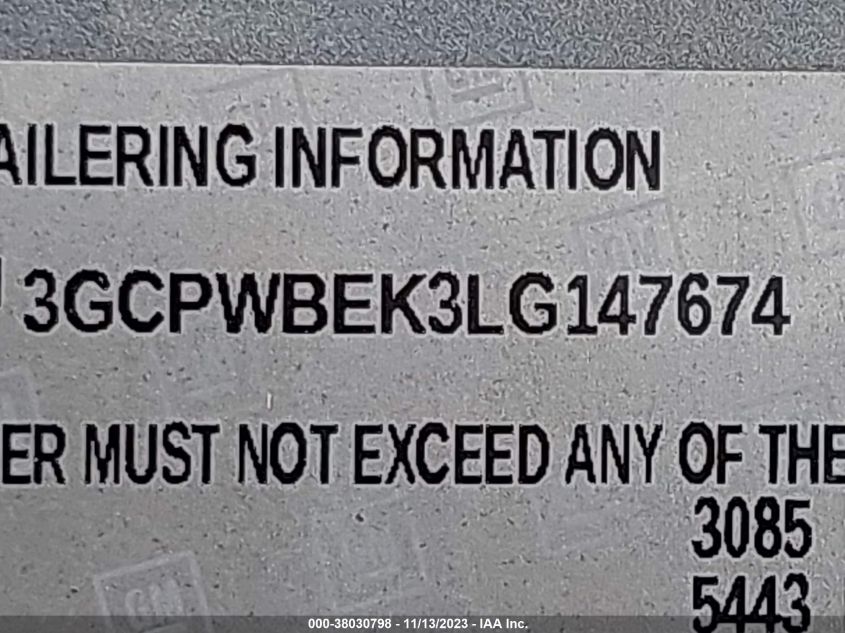 AILERING INFORMATION
3GCPWBEK3LG147674
ER MUST NOT EXCEED ANY OF THE
3085
5443
GM
000-38030798 - 11/13/2023 - IAA Inc.